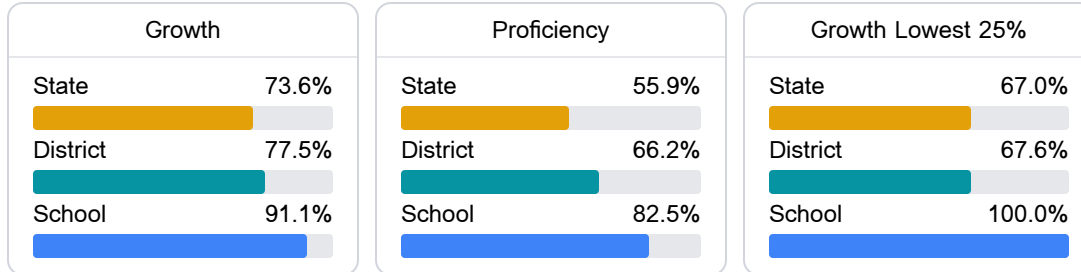 Growth
State 73.6%
District 77.5%
School 91.1%
Proficiency
State 55.9%
District 66.2%
School 82.5%
Growth Lowest 25%
State 67.0%
District 67.6%
School 100.0%